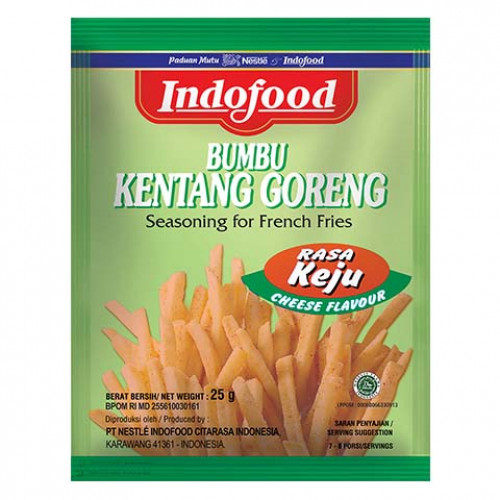 Paduan Mutu Nestlé & Indofood
Indofood
BUMBU
KENTANG GORENG
Seasoning for French Fries
RASA
Keju
CHEESE FLAVOUR
BERAT BERSIH/ NET WEIGHT : 25 g
BPOM RI MD 255610030161
Diproduksi oleh / Produced by :
PT NESTLÉ INDOFOOD CITARASA INDONESIA,
KARAWANG 41361 - INDONESIA.
SARAN PENYAJIAN /
SERVING SUGGESTION
7 - 8 PORSI/SERVINGS